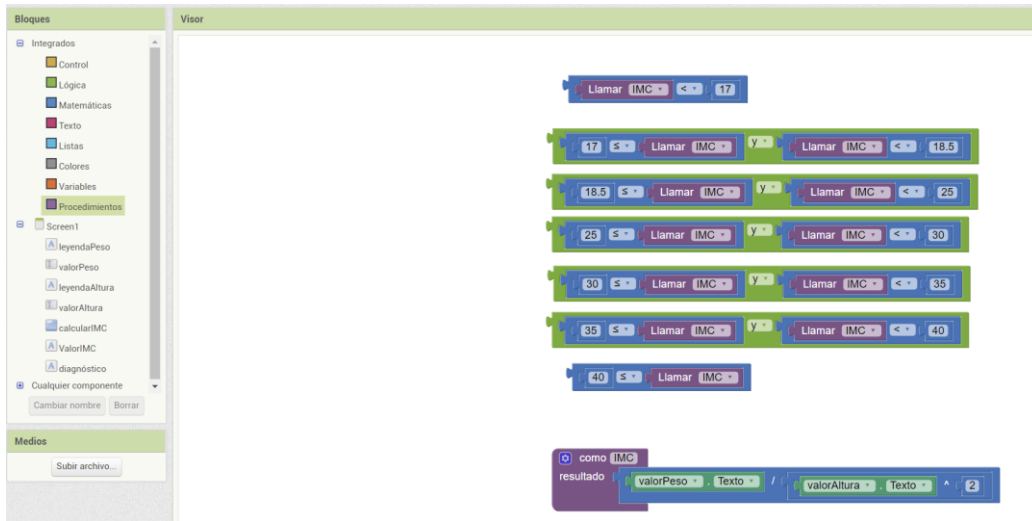 Bloques
Visor
Integrados
Control
Lógica
Matemáticas
Texto
Listas
Colores
Variables
Procedimientos
Screen1
leyendaPeso
valorPeso
leyendaAltura
valorAltura
calcularIMC
ValorIMC
diagnóstico
Cualquier componente
Cambiar nombre Borrar
Medios
Subir archivo...
Llamar IMC < 17
17 ≤ Llamar IMC y Llamar IMC < 18.5
18.5 ≤ Llamar IMC y Llamar IMC < 25
25 ≤ Llamar IMC y Llamar IMC < 30
30 ≤ Llamar IMC y Llamar IMC < 35
35 ≤ Llamar IMC y Llamar IMC < 40
40 ≤ Llamar IMC
como IMC
resultado valorPeso . Texto / valorAltura . Texto ^ 2